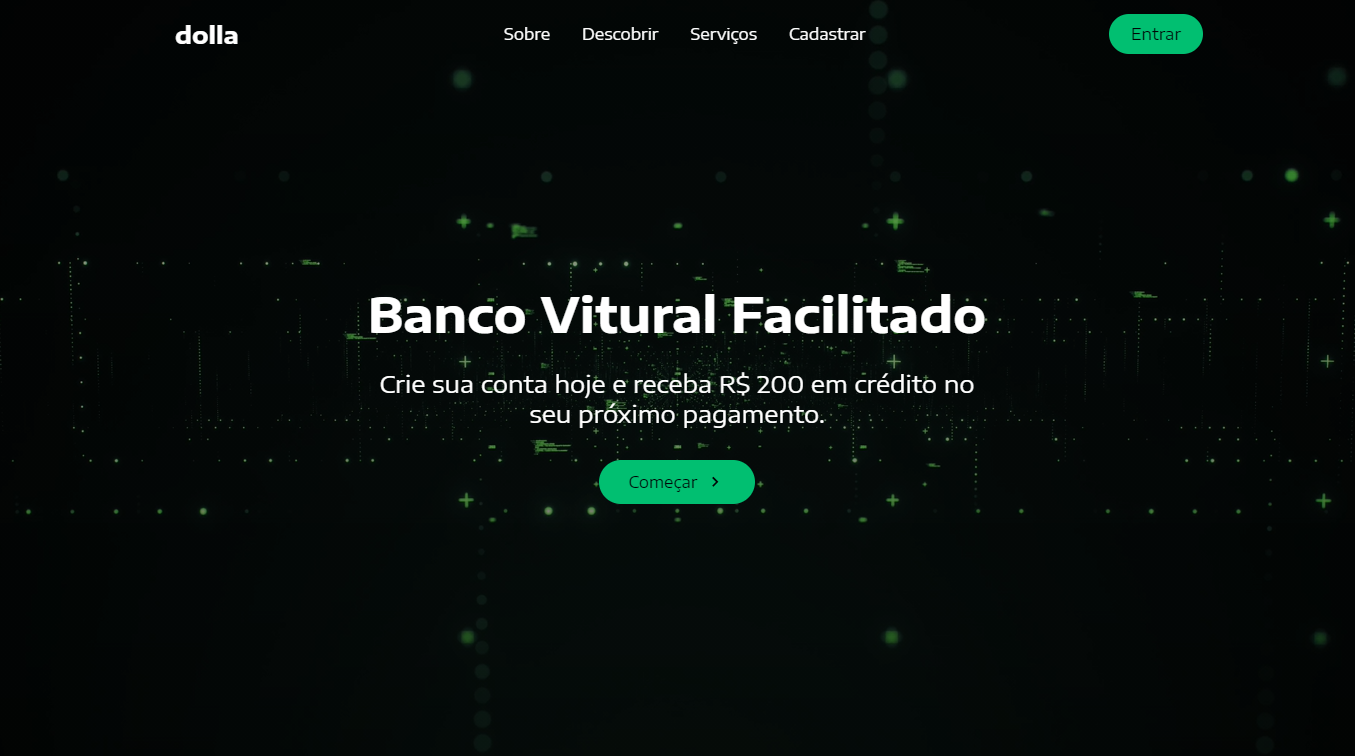 dolla
Sobre
Descobrir
Serviços
Cadastrar
Entrar
Banco Vitural Facilitado
Crie sua conta hoje e receba R$ 200 em crédito no
seu próximo pagamento.
Começar